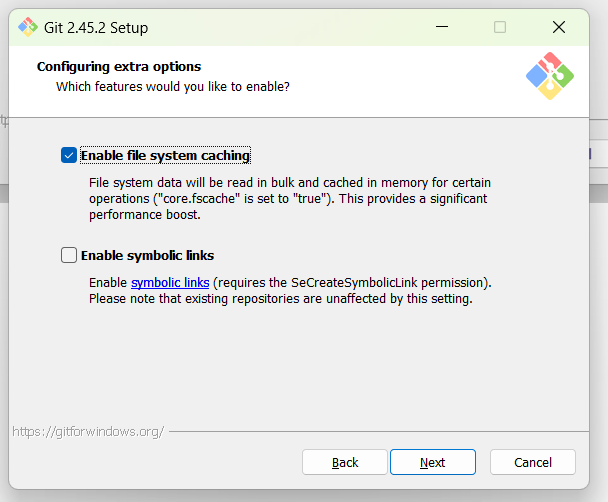 Git 2.45.2 Setup
Configuring extra options
Which features would you like to enable?
Enable file system caching
File system data will be read in bulk and cached in memory for certain
operations ("core.fscache" is set to "true"). This provides a significant
performance boost.
Enable symbolic links
Enable symbolic links (requires the SeCreateSymbolicLink permission).
Please note that existing repositories are unaffected by this setting.
https://gitforwindows.org/
Back
Next
Cancel